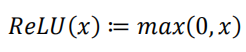 ReLU(x) ≔ max(0, x)